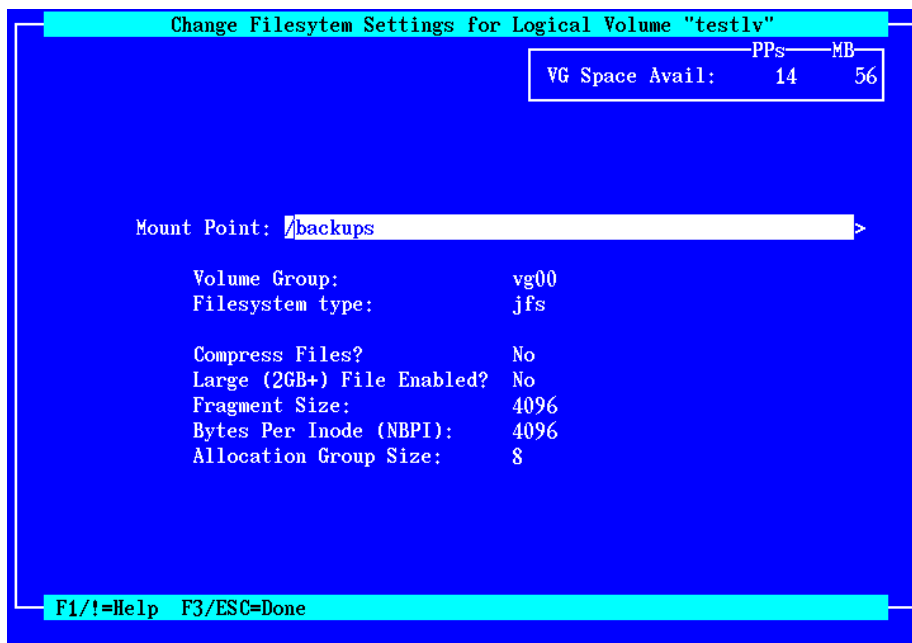 Change Filesytem Settings for Logical Volume "testlv"
PPs MB
VG Space Avail: 14 56
Mount Point: /backups >
Volume Group: vg00
Filesystem type: jfs
Compress Files? No
Large (2GB+) File Enabled? No
Fragment Size: 4096
Bytes Per Inode (NBPI): 4096
Allocation Group Size: 8
F1/!=Help F3/ESC=Done